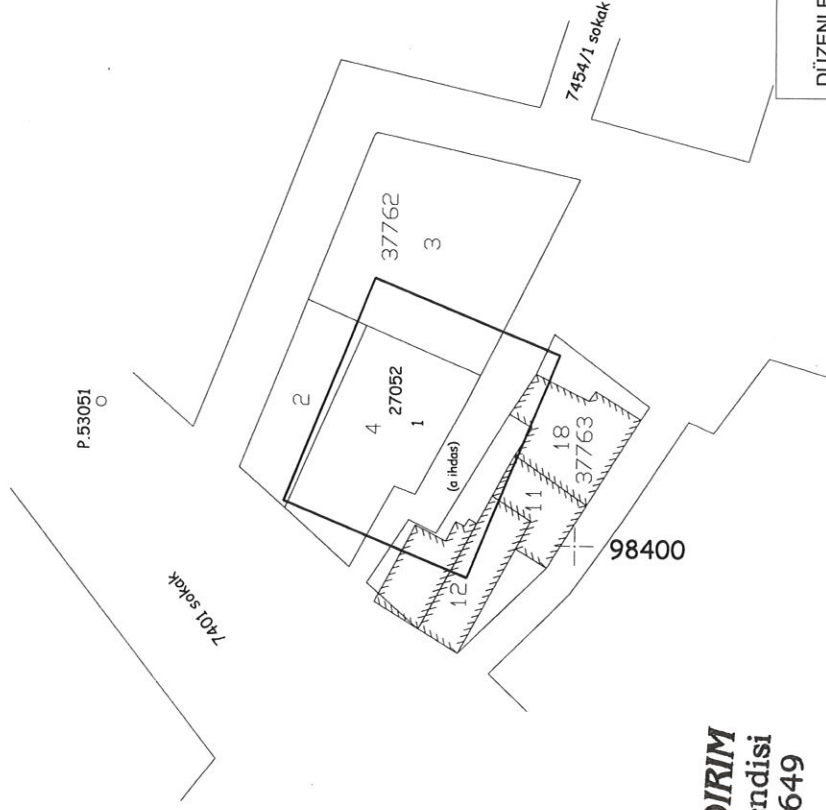 7454/1 sokak
DÜZENLE
P.53051
37762
3
2
4
27052
1
(a ihdas)
7401 sokak
18
37763
11
12
98400
DIRIM
ndisi
649